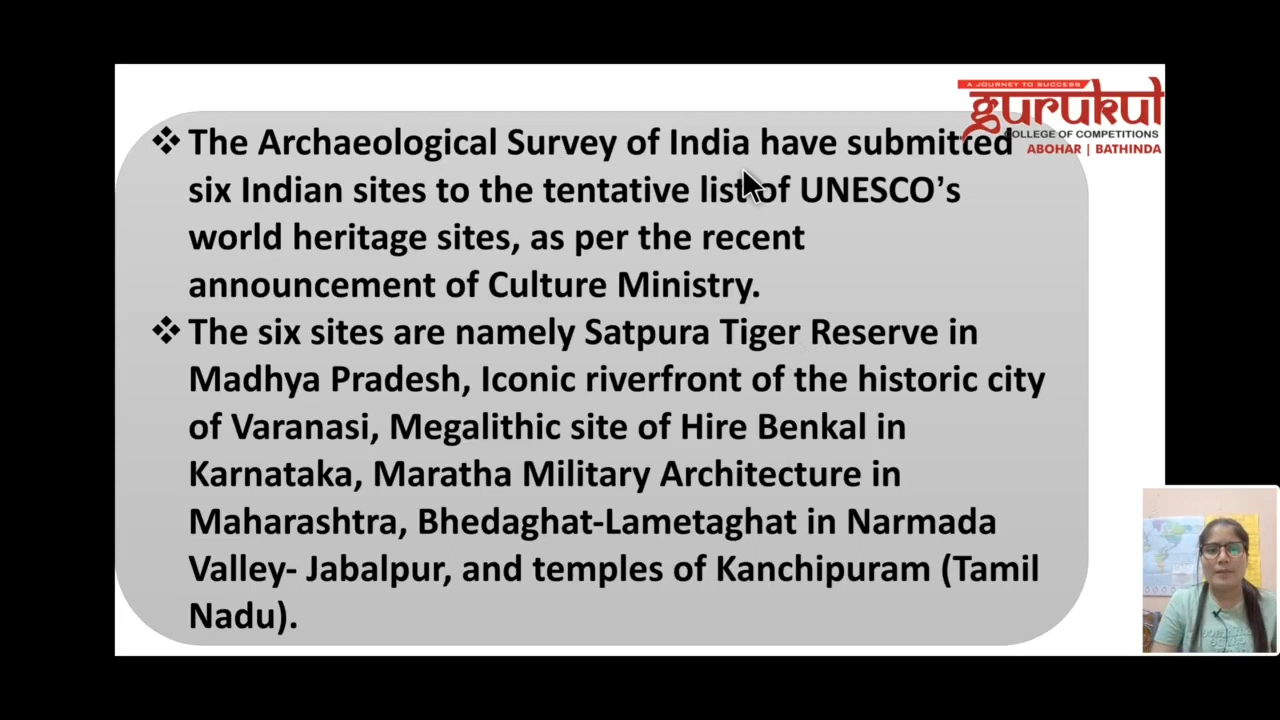 A JOURNEY TO SUCCESS
gurukul
COLLEGE OF COMPETITIONS
ABOHAR | BATHINDA
❖ The Archaeological Survey of India have submitted
six Indian sites to the tentative list of UNESCO’s
world heritage sites, as per the recent
announcement of Culture Ministry.
❖ The six sites are namely Satpura Tiger Reserve in
Madhya Pradesh, Iconic riverfront of the historic city
of Varanasi, Megalithic site of Hire Benkal in
Karnataka, Maratha Military Architecture in
Maharashtra, Bhedaghat-Lametaghat in Narmada
Valley- Jabalpur, and temples of Kanchipuram (Tamil
Nadu).